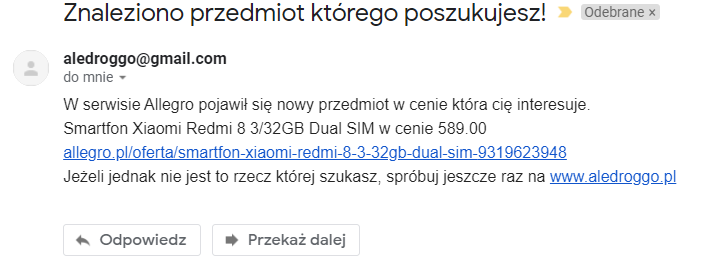 Znaleziono przedmiot którego poszukujesz! Odebrane ×
aledroggo@gmail.com
do mnie
W serwisie Allegro pojawił się nowy przedmiot w cenie która cię interesuje.
Smartfon Xiaomi Redmi 8 3/32GB Dual SIM w cenie 589.00
allegro.pl/oferta/smartfon-xiaomi-redmi-8-3-32gb-dual-sim-9319623948
Jeżeli jednak nie jest to rzecz której szukasz, spróbuj jeszcze raz na www.aledroggo.pl
Odpowiedz Przekaż dalej